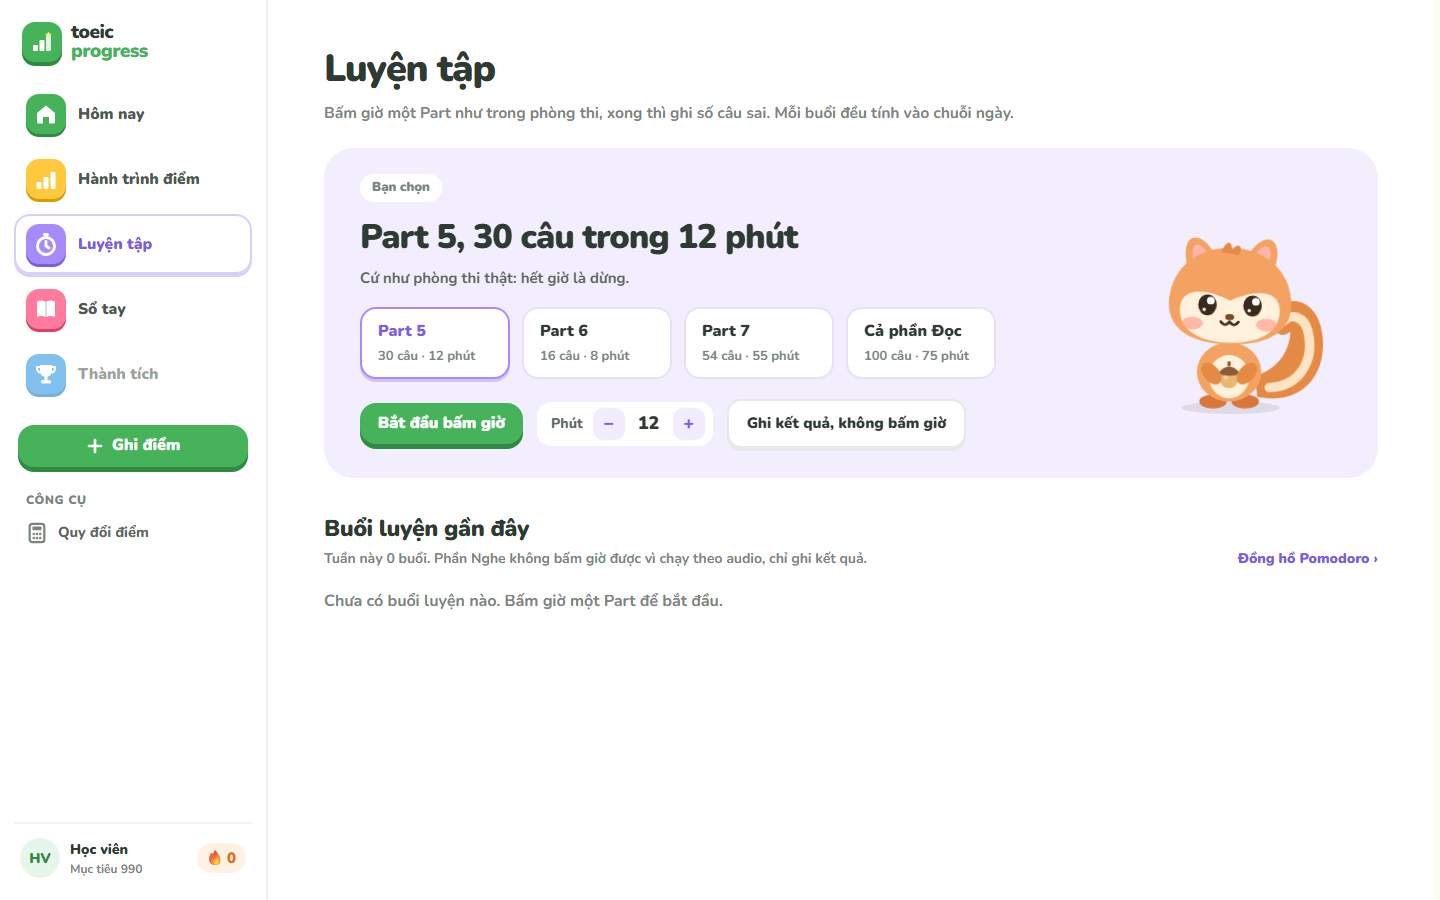 toeic
progress
Hôm nay
Hành trình điểm
Luyện tập
Sổ tay
Thành tích
+ Ghi điểm
CÔNG CỤ
Quy đổi điểm
HV
Học viên
Mục tiêu 990
🔥 0
Luyện tập
Bấm giờ một Part như trong phòng thi, xong thì ghi số câu sai. Mỗi buổi đều tính vào chuỗi ngày.
Bạn chọn
Part 5, 30 câu trong 12 phút
Cứ như phòng thi thật: hết giờ là dừng.
Part 5
30 câu · 12 phút
Part 6
16 câu · 8 phút
Part 7
54 câu · 55 phút
Cả phần Đọc
100 câu · 75 phút
Bắt đầu bấm giờ
Phút − 12 +
Ghi kết quả, không bấm giờ
Buổi luyện gần đây
Tuần này 0 buổi. Phần Nghe không bấm giờ được vì chạy theo audio, chỉ ghi kết quả.
Đồng hồ Pomodoro ›
Chưa có buổi luyện nào. Bấm giờ một Part để bắt đầu.